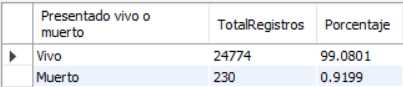 Presentado vivo o
muerto TotalRegistros Porcentaje
Vivo 24774 99.0801
Muerto 230 0.9199